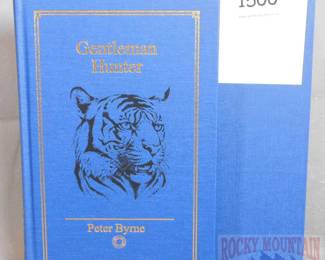 1500
Gentleman
Hunter
Peter Byrne
ROCKY MOUNTAIN